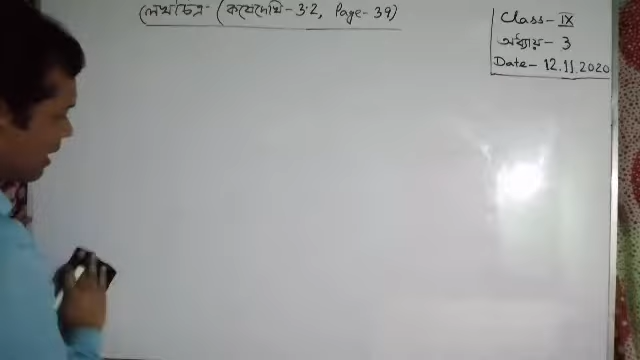 লেখচিত্র (কষেদেখি - 3.2, Page - 39)
Class - IX
অধ্যায় - 3
Date - 12.11.2020